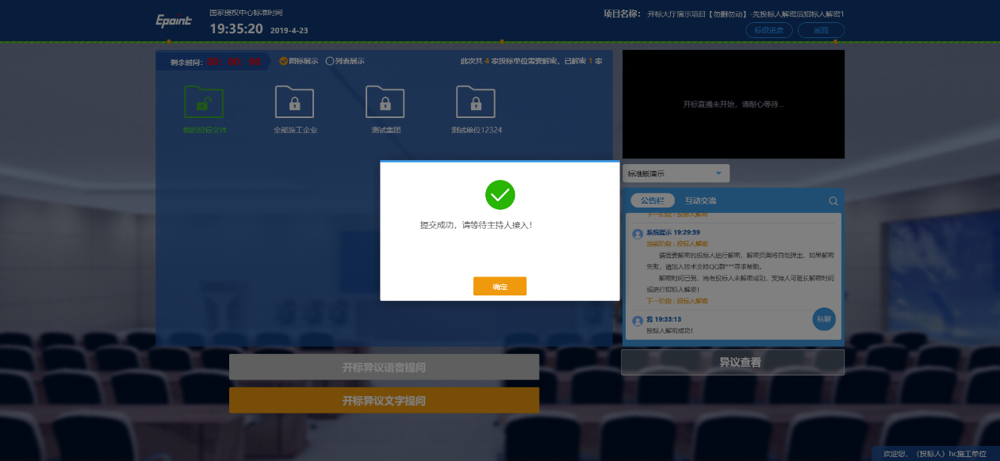 Epoint
国家授权中心标准时间
19:35:20 2019-4-23
项目名称： 开标大厅演示项目【勿删勿动】-先投标人解密后招标人解密1
标段进度
返回
剩余时间： 00: 00: 00
图标展示
列表展示
此次共 4 家投标单位需要解密，已解密 1 家
我的投标文件
全能施工企业
测试集团
测试单位12324
开标直播未开始，请耐心等待...
标准版演示
公告栏
互动交流
下一阶段：投标人解密
系统提示 19:29:39
当前阶段：投标人解密
请需要解密的投标人进行解密，解密页面将自动弹出，如果解密
失败，请加入技术支持QQ群***寻求帮助。
解密时间已到，尚有投标人未解密成功，支持人可延长解密时间
或进行招标人解密！
下一阶段：招标人解密
我 19:33:13
投标人解密成功！
私聊
提交成功，请等待主持人接入！
确定
开标异议语音提问
开标异议文字提问
异议查看
欢迎您，（投标人）hc施工单位